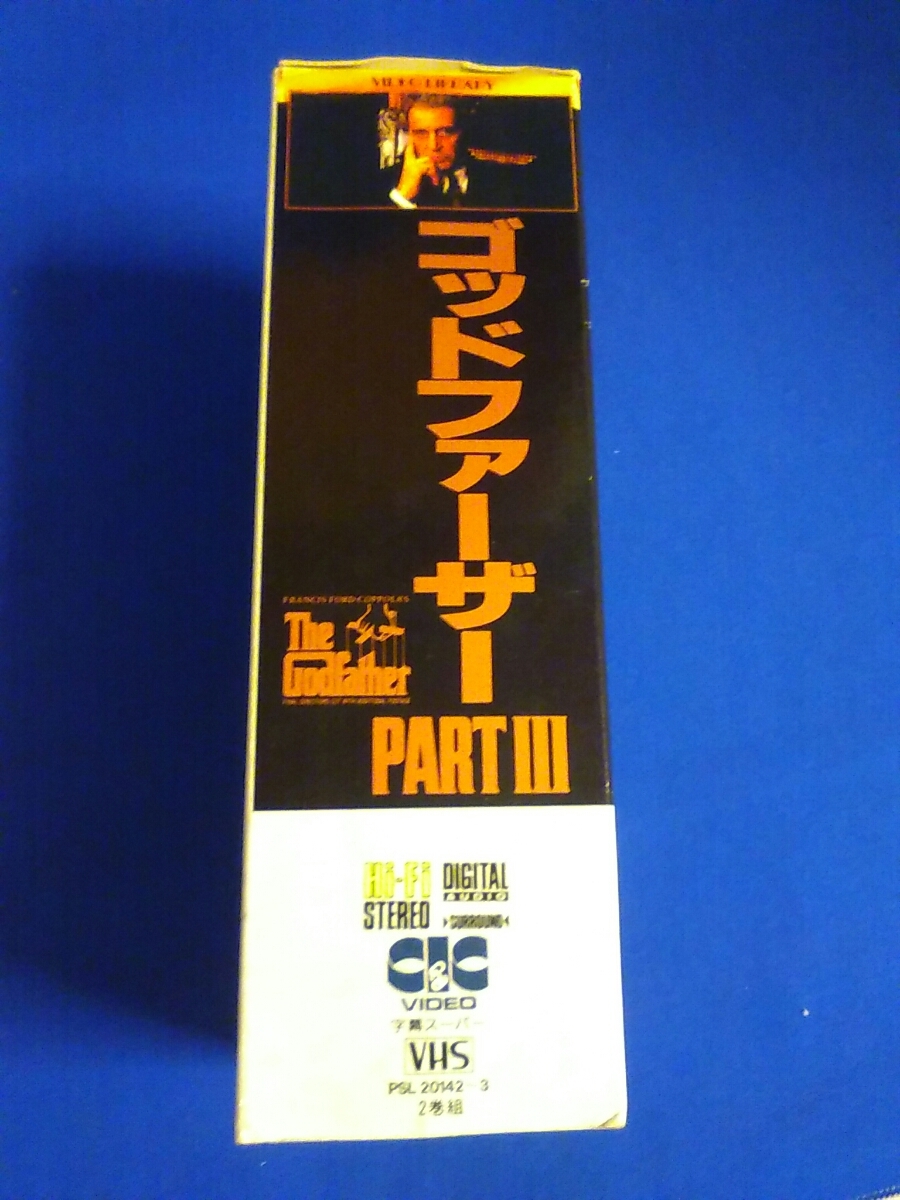 VIDEO LIBRARY
ゴッドファーザー
FRANCIS FORD COPPOLA'S
The
Godfather
PART III
Hi-Fi
STEREO
DIGITAL
AUDIO
SURROUND
CIC
VIDEO
字幕スーパー
VHS
PSL 20142-3
2巻組